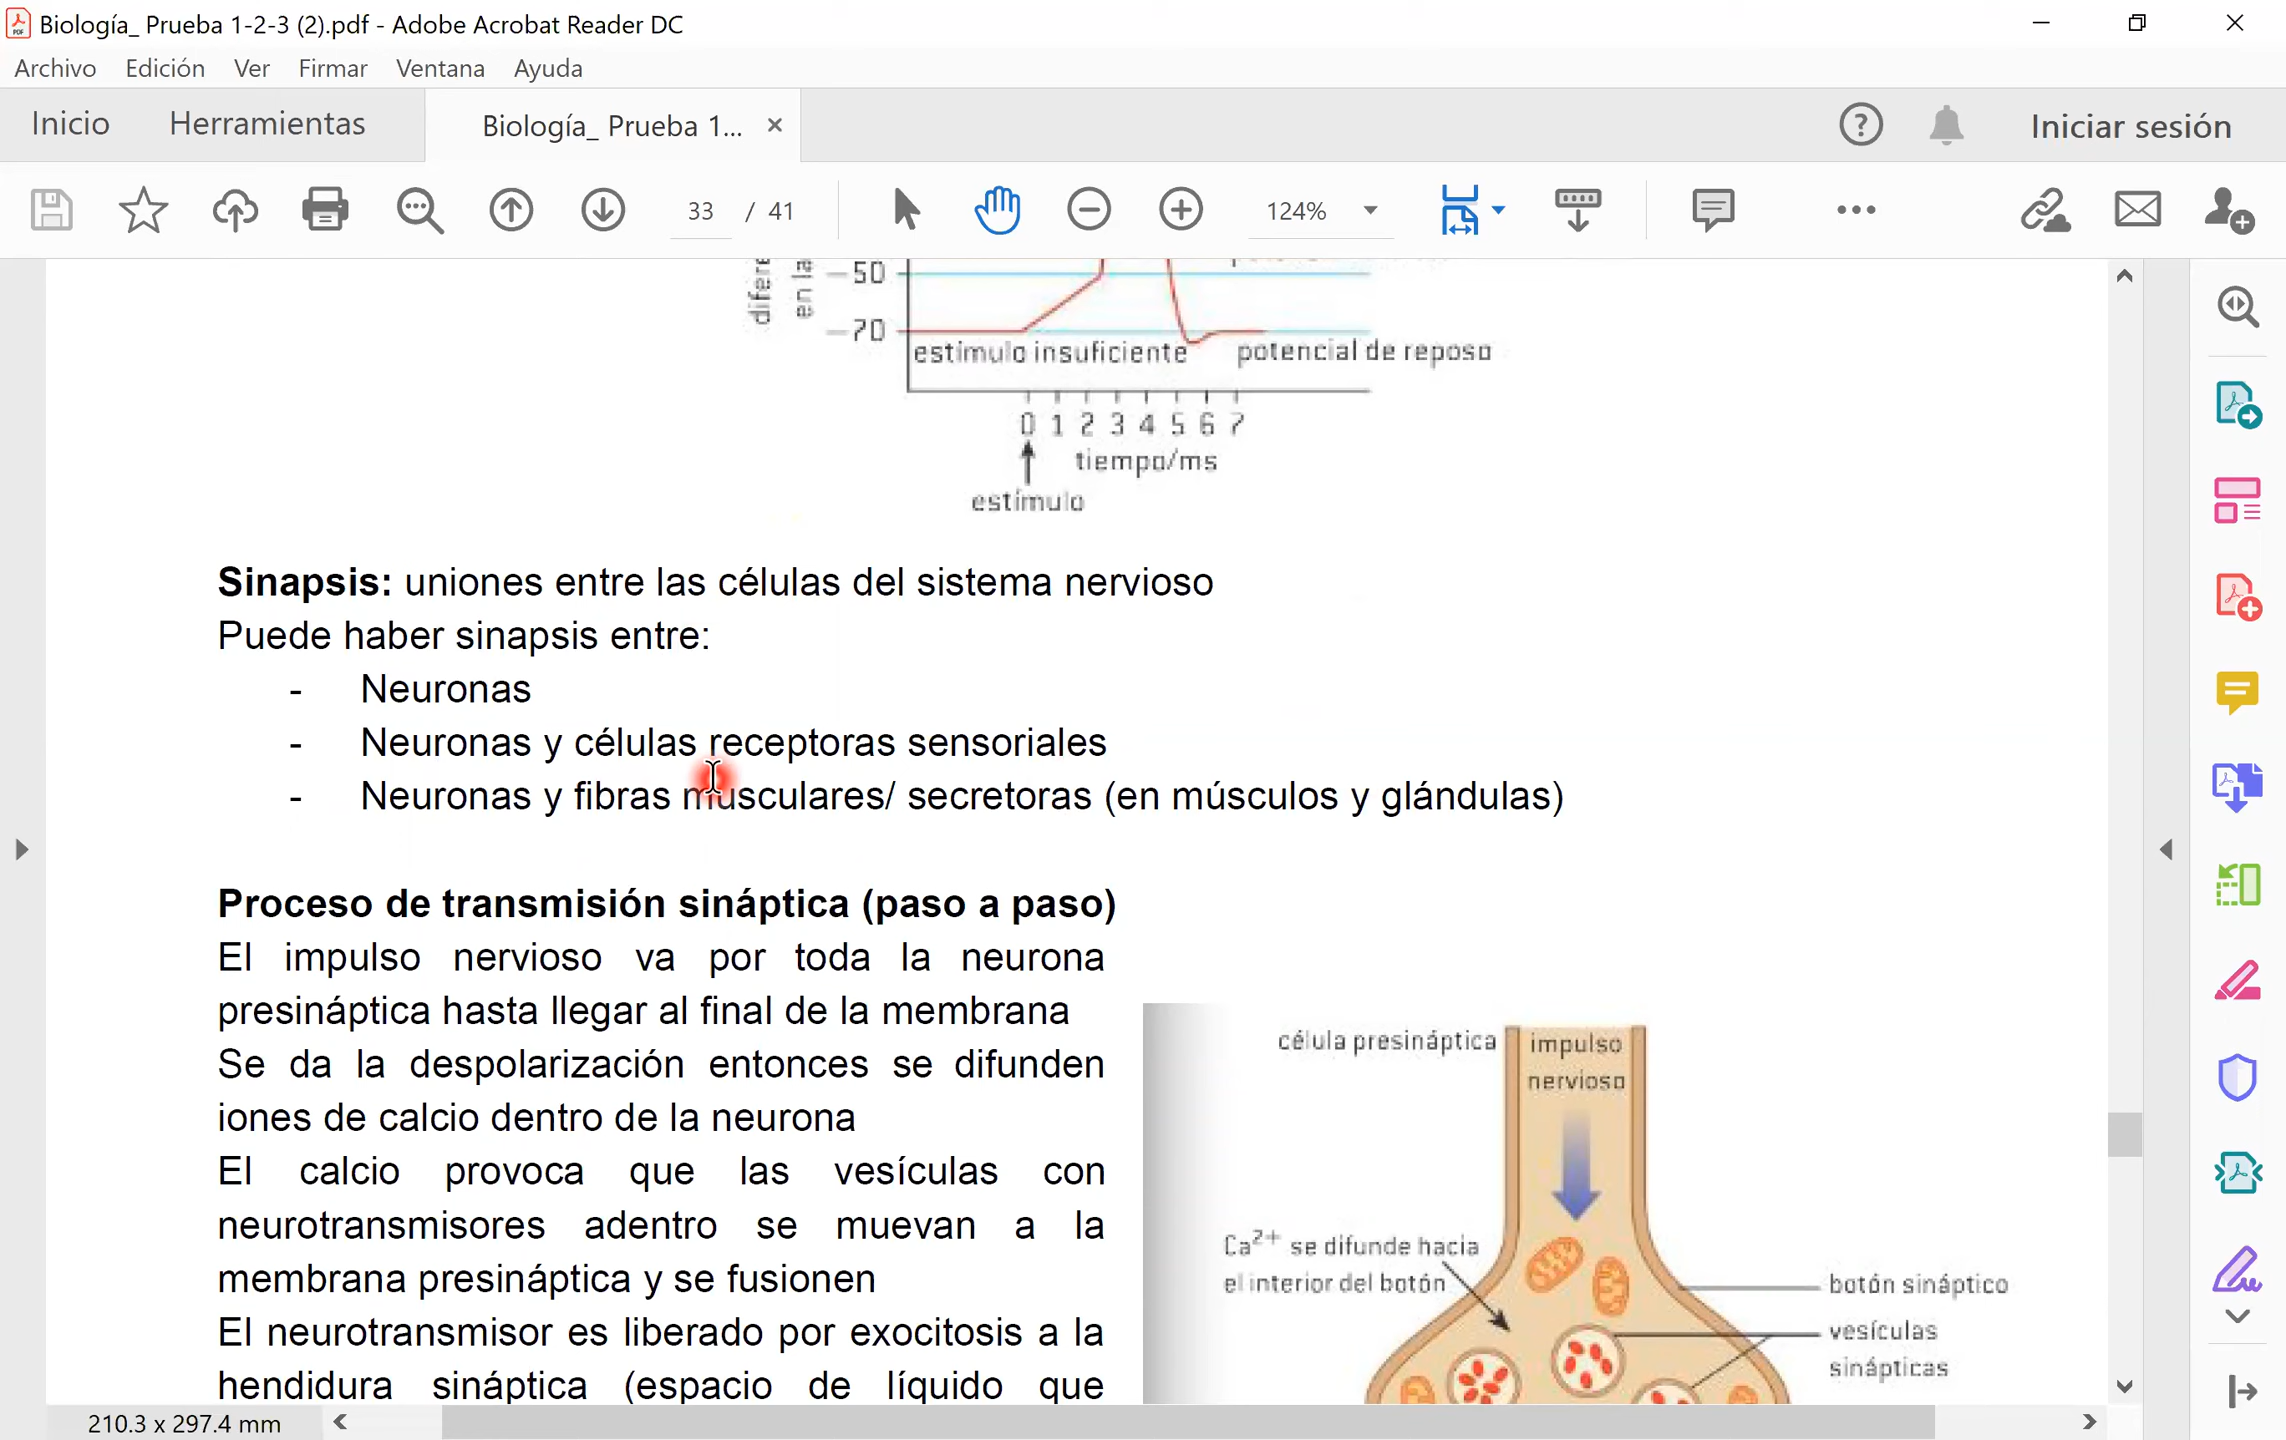 Biología_ Prueba 1-2-3 (2).pdf - Adobe Acrobat Reader DC
Archivo Edición Ver Firmar Ventana Ayuda
Inicio Herramientas Biología_ Prueba 1... × Iniciar sesión
33 / 41 124%
difere
en la
−50
−70
estímulo insuficiente potencial de reposo
0 1 2 3 4 5 6 7
tiempo/ms
estímulo
Sinapsis: uniones entre las células del sistema nervioso
Puede haber sinapsis entre:
- Neuronas
- Neuronas y células receptoras sensoriales
- Neuronas y fibras musculares/ secretoras (en músculos y glándulas)
Proceso de transmisión sináptica (paso a paso)
El impulso nervioso va por toda la neurona
presináptica hasta llegar al final de la membrana
Se da la despolarización entonces se difunden
iones de calcio dentro de la neurona
El calcio provoca que las vesículas con
neurotransmisores adentro se muevan a la
membrana presináptica y se fusionen
El neurotransmisor es liberado por exocitosis a la
hendidura sináptica (espacio de líquido que
célula presináptica
impulso
nervioso
Ca²⁺ se difunde hacia
el interior del botón
botón sináptico
vesículas
sinápticas
210.3 x 297.4 mm